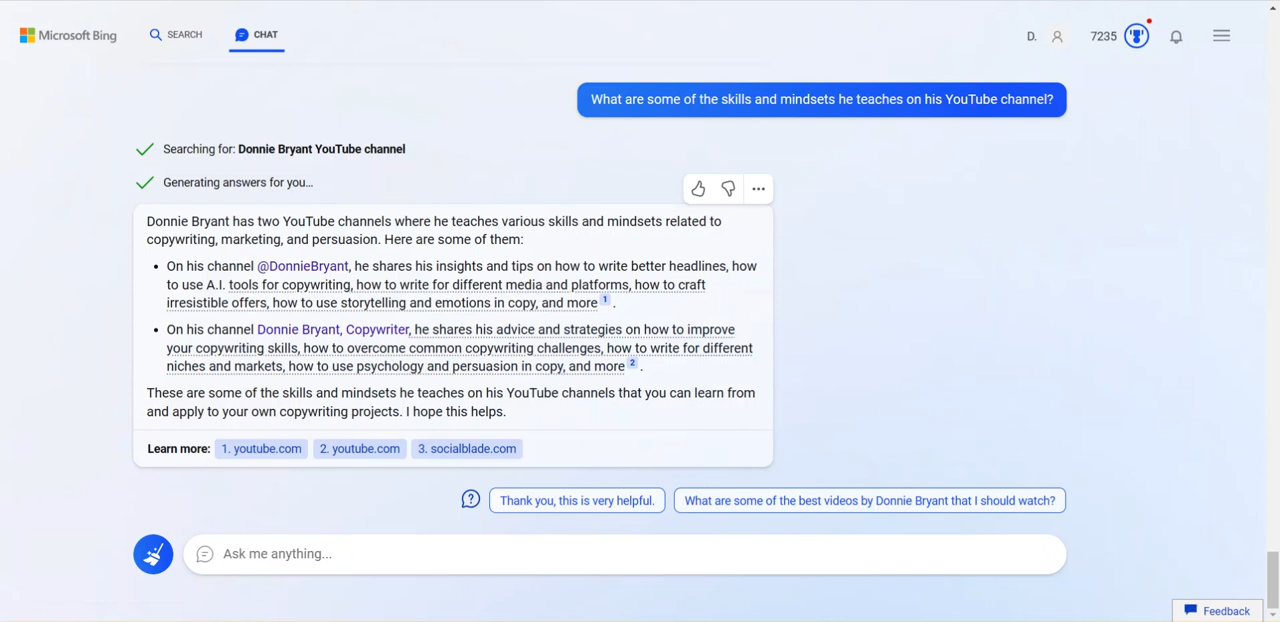 Microsoft Bing
SEARCH
CHAT
D.
7235
What are some of the skills and mindsets he teaches on his YouTube channel?
Searching for: Donnie Bryant YouTube channel
Generating answers for you...
Donnie Bryant has two YouTube channels where he teaches various skills and mindsets related to
copywriting, marketing, and persuasion. Here are some of them:
• On his channel @DonnieBryant, he shares his insights and tips on how to write better headlines, how
to use A.I. tools for copywriting, how to write for different media and platforms, how to craft
irresistible offers, how to use storytelling and emotions in copy, and more 1 .
• On his channel Donnie Bryant, Copywriter, he shares his advice and strategies on how to improve
your copywriting skills, how to overcome common copywriting challenges, how to write for different
niches and markets, how to use psychology and persuasion in copy, and more 2 .
These are some of the skills and mindsets he teaches on his YouTube channels that you can learn from
and apply to your own copywriting projects. I hope this helps.
Learn more: 1. youtube.com 2. youtube.com 3. socialblade.com
Thank you, this is very helpful.
What are some of the best videos by Donnie Bryant that I should watch?
Ask me anything...
Feedback